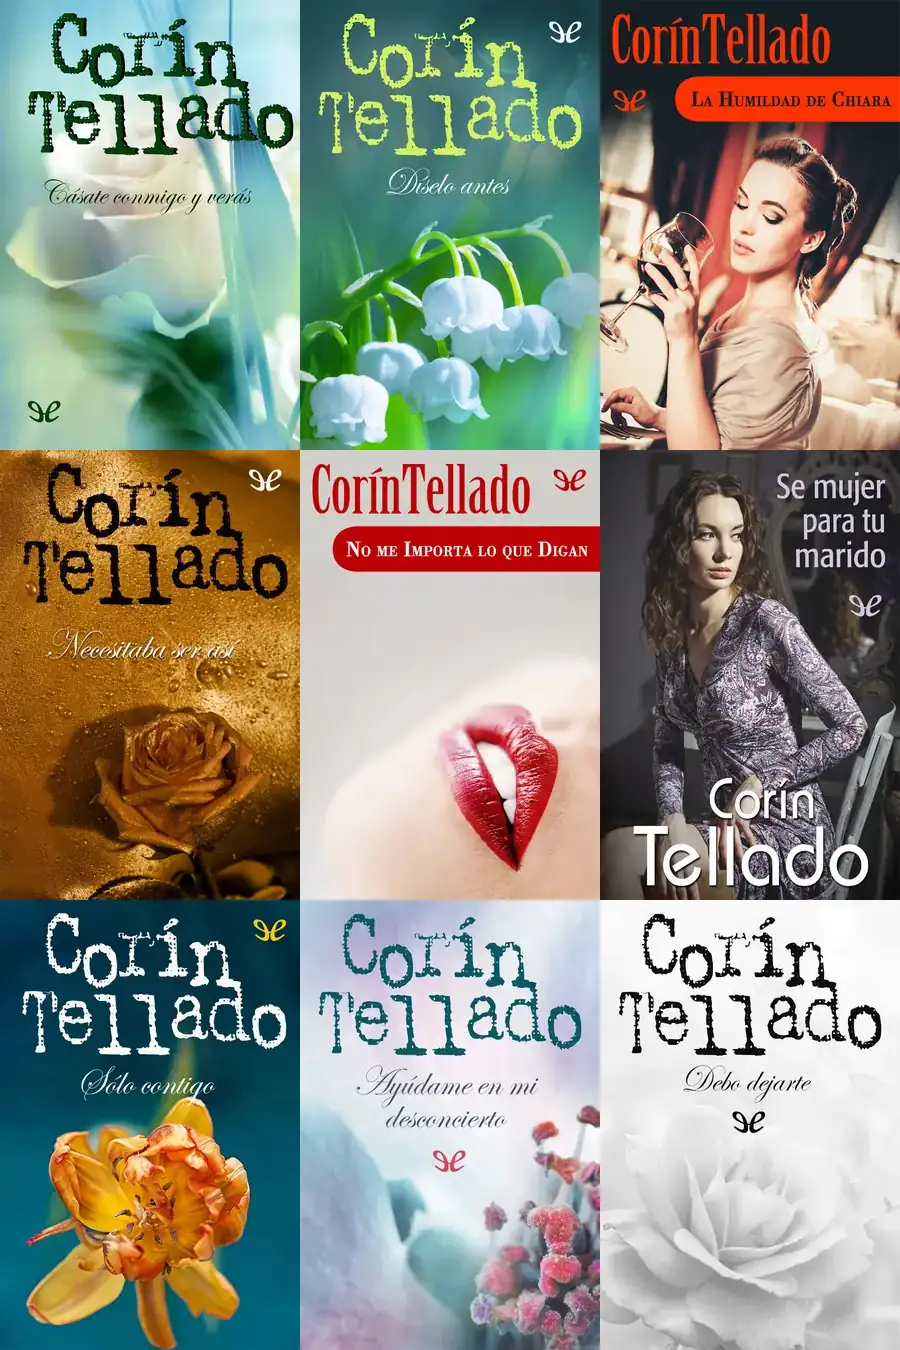 Corín
Tellado
Cásate conmigo y verás
Corín
Tellado
Díselo antes
CorínTellado
La Humildad de Chiara
Corín
Tellado
Necesitaba ser así
CorínTellado
No me Importa lo que Digan
Se mujer
para tu
marido
Corín
Tellado
Corín
Tellado
Sólo contigo
Corín
Tellado
Ayúdame en mi
desconcierto
Corín
Tellado
Debo dejarte